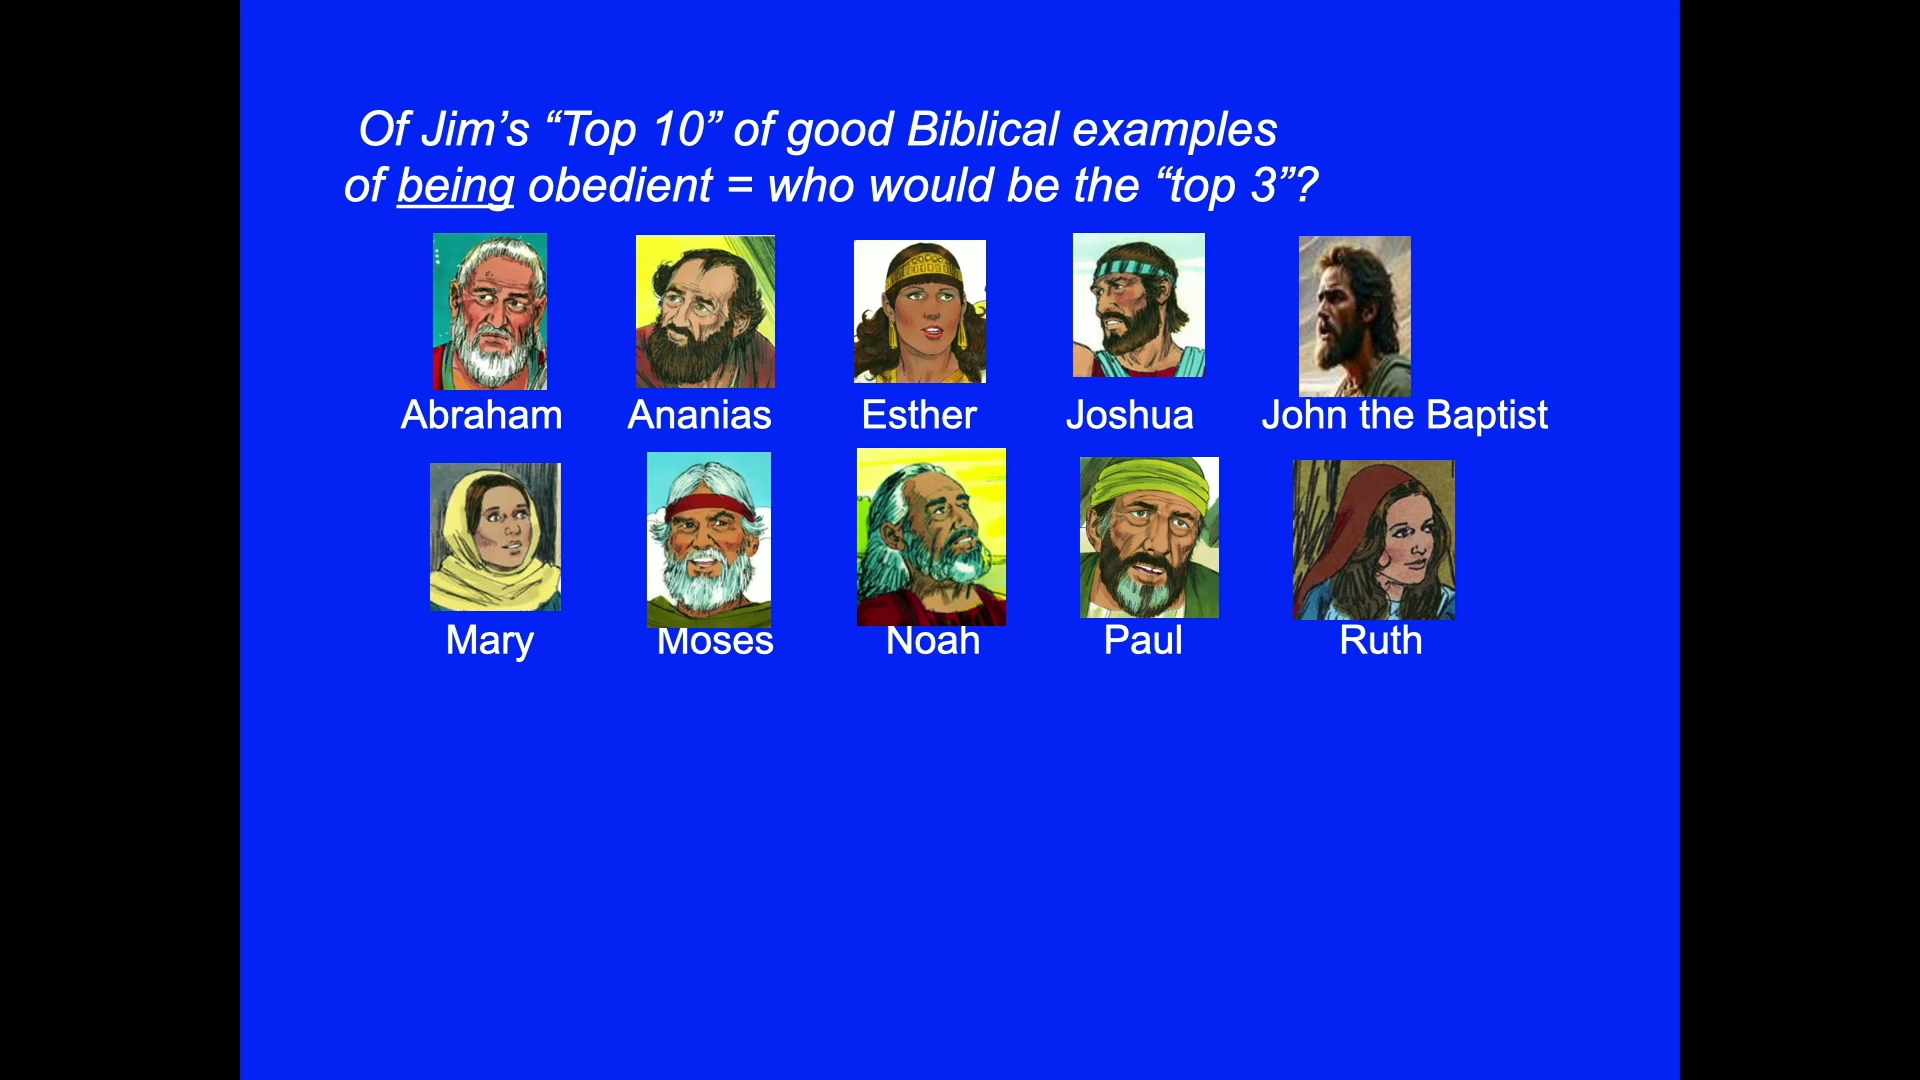 Of Jim’s “Top 10” of good Biblical examples
of being obedient = who would be the “top 3”?
Abraham Ananias Esther Joshua John the Baptist
Mary Moses Noah Paul Ruth